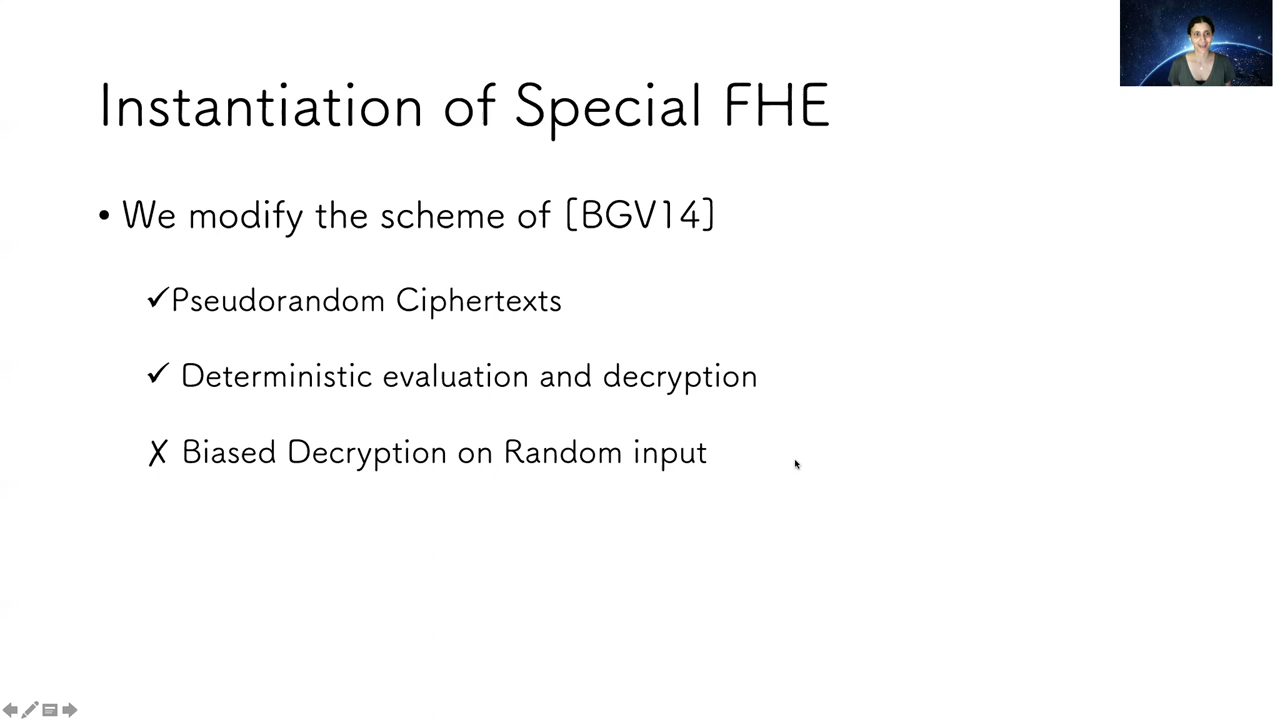 Instantiation of Special FHE
• We modify the scheme of [BGV14]
✓Pseudorandom Ciphertexts
✓ Deterministic evaluation and decryption
✗ Biased Decryption on Random input